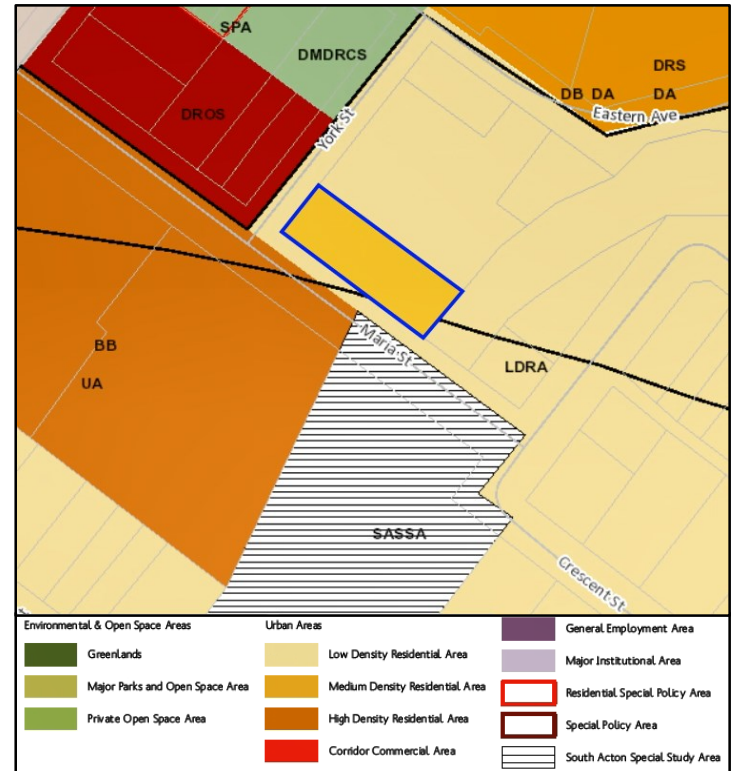 SPA
DMDRCS
DRS
DB DA
DA
DROS
York St
Eastern Ave
BB
UA
Maria St
LDRA
SASSA
Crescent St
Environmental & Open Space Areas
Greenlands
Major Parks and Open Space Area
Private Open Space Area
Urban Areas
Low Density Residential Area
Medium Density Residential Area
High Density Residential Area
Corridor Commercial Area
General Employment Area
Major Institutional Area
Residential Special Policy Area
Special Policy Area
South Acton Special Study Area